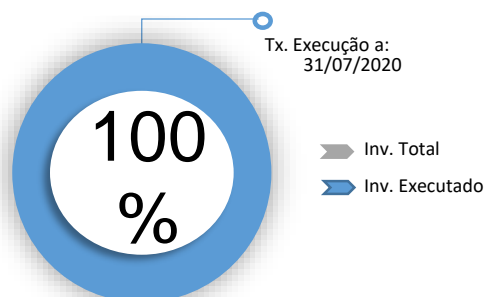 Tx. Execução a:
31/07/2020
100
%
Inv. Total
Inv. Executado